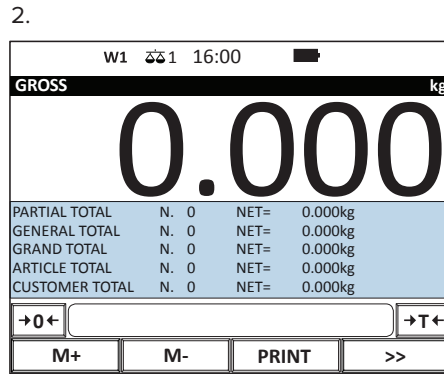 2.
W1 1 16:00
GROSS kg
0.000
PARTIAL TOTAL N. 0 NET= 0.000kg
GENERAL TOTAL N. 0 NET= 0.000kg
GRAND TOTAL N. 0 NET= 0.000kg
ARTICLE TOTAL N. 0 NET= 0.000kg
CUSTOMER TOTAL N. 0 NET= 0.000kg
→0← →T←
M+ M- PRINT >>